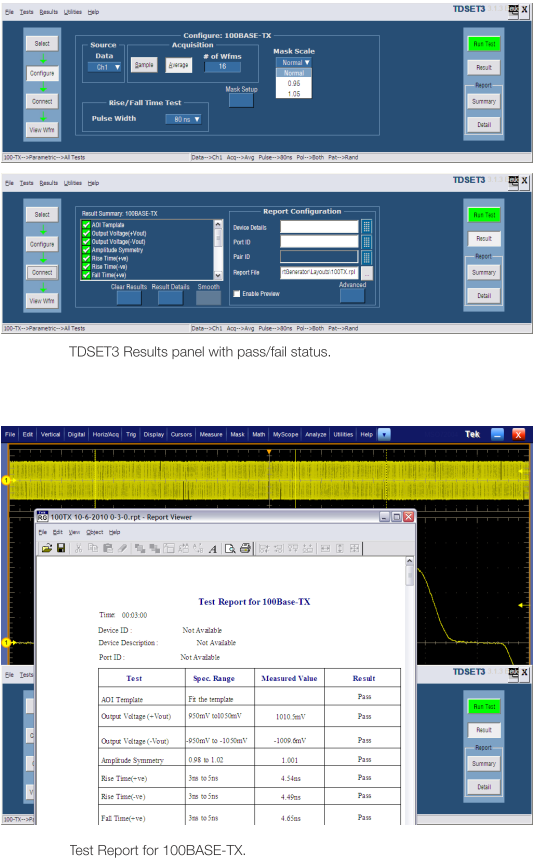 TDSET3 Tek X
File Tests Results Utilities Help
Configure: 100BASE-TX
Select
Configure
Connect
View Wfm
Source
Data
Ch1
Acquisition
Sample
Average
# of Wfms
16
Mask Scale
Normal
Normal
0.95
1.05
Mask Setup
Rise/Fall Time Test
Pulse Width
80 ns
Run Test
Result
Report
Summary
Detail
100-TX-->Parametric-->All Tests
Data-->Ch1 Acq-->Avg Pulse-->80ns Pol-->Both Pat-->Rand
TDSET3 Tek X
File Tests Results Utilities Help
Select
Configure
Connect
View Wfm
Result Summary: 100BASE-TX
AOI Template
Output Voltage(+Vout)
Output Voltage(-Vout)
Amplitude Symmetry
Rise Time(+ve)
Rise Time(-ve)
Fall Time(+ve)
Clear Results Result Details Smooth
Report Configuration
Device Details
Port ID
Pair ID
Report File rtGenerator\Layouts\100TX.rpl ...
Enable Preview
Advanced
Run Test
Result
Report
Summary
Detail
100-TX-->Parametric-->All Tests
Data-->Ch1 Acq-->Avg Pulse-->80ns Pol-->Both Pat-->Rand
TDSET3 Results panel with pass/fail status.
File Edit Vertical Digital Horiz/Acq Trig Display Cursors Measure Mask Math MyScope Analyze Utilities Help Tek X
1
100TX 10-6-2010 0-3-0.rpt - Report Viewer
File Edit View Object Help
Test Report for 100Base-TX
Time: 00:03:00
Device ID : Not Available
Device Description : Not Available
Port ID : Not Available
Test Spec. Range Measured Value Result
AOI Template Fit the template Pass
Output Voltage (+Vout) 950mV to1050mV 1010.5mV Pass
Output Voltage (-Vout) -950mV to -1050mV -1009.6mV Pass
Amplitude Symmetry 0.98 to 1.02 1.001 Pass
Rise Time(+ve) 3ns to 5ns 4.54ns Pass
Rise Time(-ve) 3ns to 5ns 4.49ns Pass
Fall Time(+ve) 3ns to 5ns 4.65ns Pass
1
TDSET3 Tek X
File Tests
Run Test
Result
Report
Summary
Detail
100-TX-->P
Test Report for 100BASE-TX.